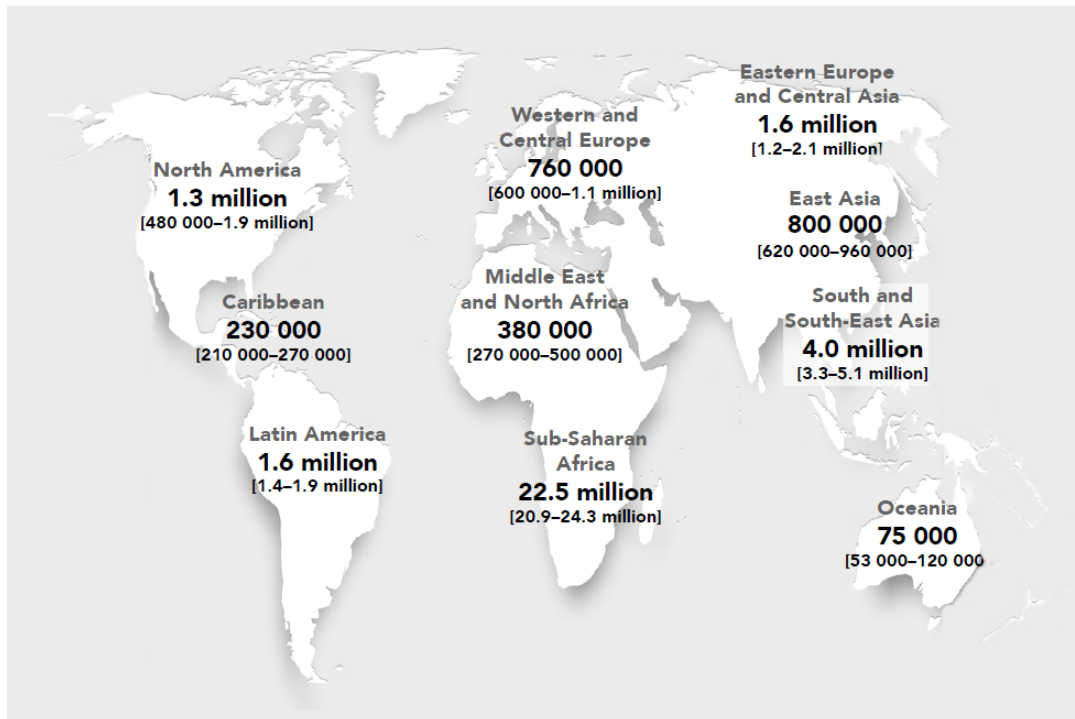 Eastern Europe
and Central Asia
1.6 million
[1.2–2.1 million]
Western and
Central Europe
760 000
[600 000–1.1 million]
North America
1.3 million
[480 000–1.9 million]
East Asia
800 000
[620 000–960 000]
Middle East
and North Africa
380 000
[270 000–500 000]
Caribbean
230 000
[210 000–270 000]
South and
South-East Asia
4.0 million
[3.3–5.1 million]
Latin America
1.6 million
[1.4–1.9 million]
Sub-Saharan
Africa
22.5 million
[20.9–24.3 million]
Oceania
75 000
[53 000–120 000